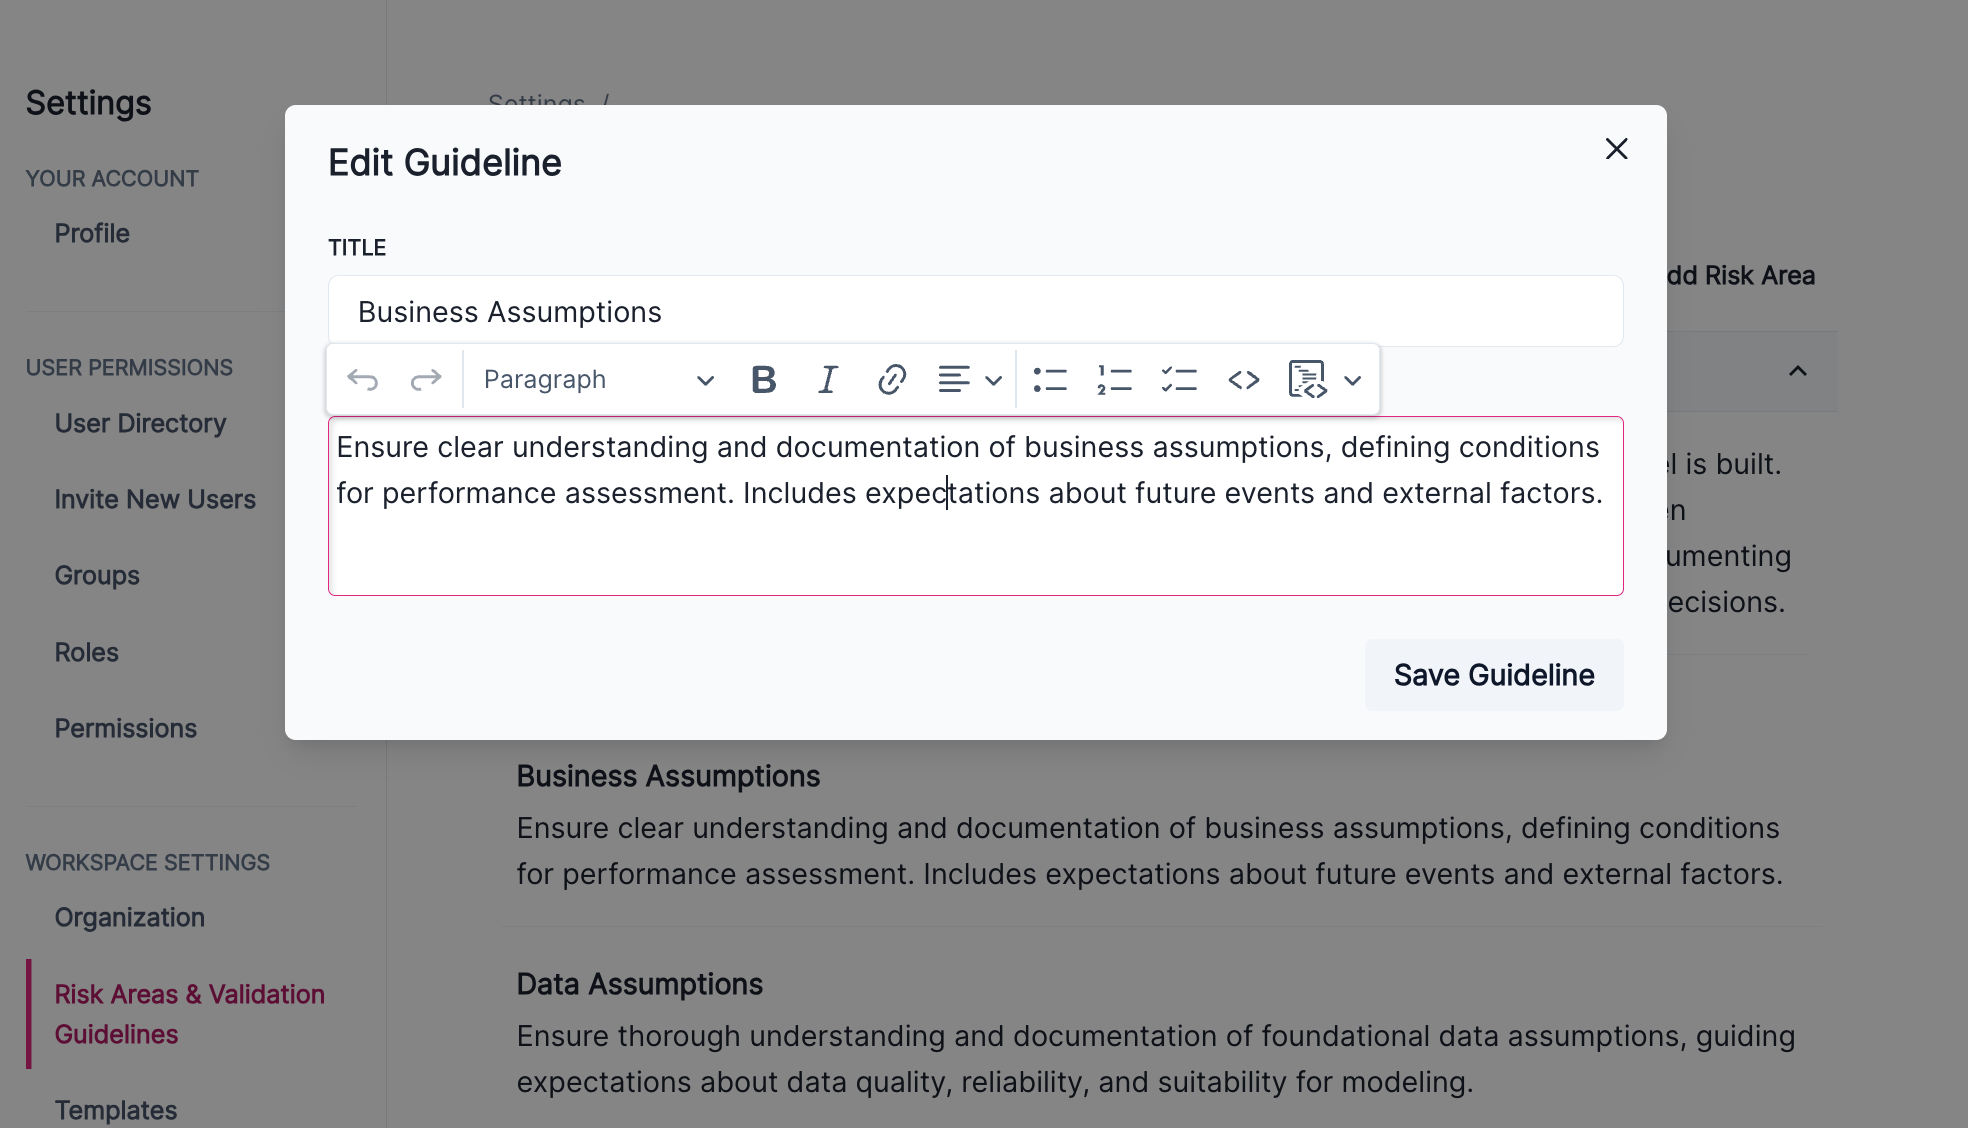 Settings
YOUR ACCOUNT
Profile
USER PERMISSIONS
User Directory
Invite New Users
Groups
Roles
Permissions
WORKSPACE SETTINGS
Organization
Risk Areas & Validation
Guidelines
Templates
Settings /
dd Risk Area
l is built.
n
umenting
ecisions.
Edit Guideline
TITLE
Business Assumptions
Paragraph
Ensure clear understanding and documentation of business assumptions, defining conditions
for performance assessment. Includes expectations about future events and external factors.
Save Guideline
Business Assumptions
Ensure clear understanding and documentation of business assumptions, defining conditions
for performance assessment. Includes expectations about future events and external factors.
Data Assumptions
Ensure thorough understanding and documentation of foundational data assumptions, guiding
expectations about data quality, reliability, and suitability for modeling.